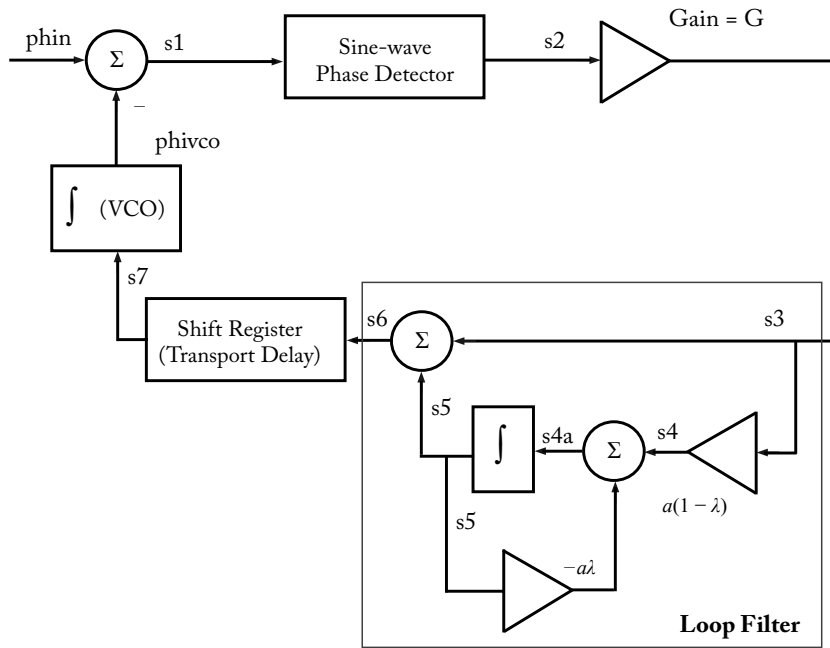 Gain = G
phin
Σ
s1
Sine-wave
Phase Detector
s2
−
phivco
∫ (VCO)
s7
Shift Register
(Transport Delay)
s6
Σ
s3
s5
∫
s4a
Σ
s4
a(1 − λ)
s5
−aλ
Loop Filter